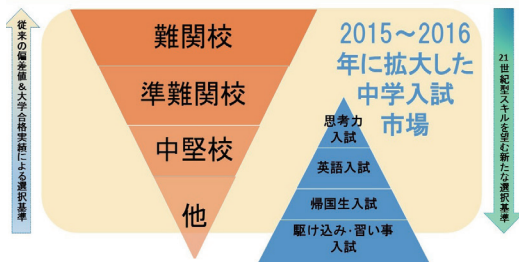 従来の偏差値&大学合格実績による選択基準
難関校
準難関校
中堅校
他
2015～2016
年に拡大した
中学入試
市場
思考力
入試
英語入試
帰国生入試
駆け込み・習い事
入試
21世紀型スキルを望む新たな選択基準